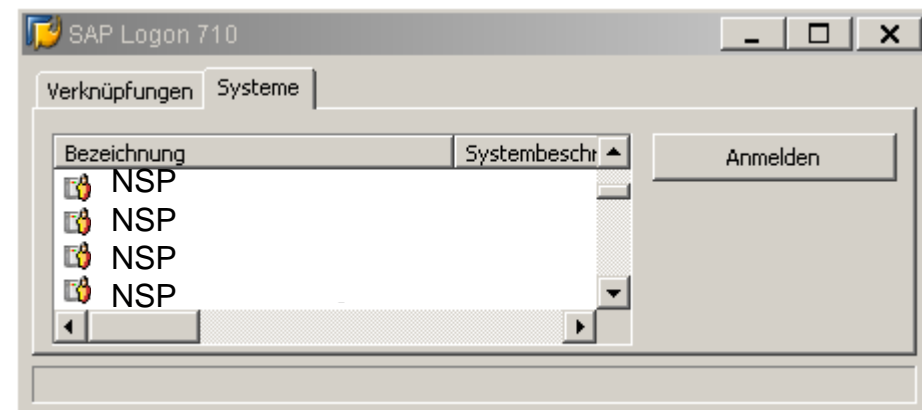 SAP Logon 710
Verknüpfungen Systeme
Bezeichnung Systembeschr
Anmelden
NSP
NSP
NSP
NSP